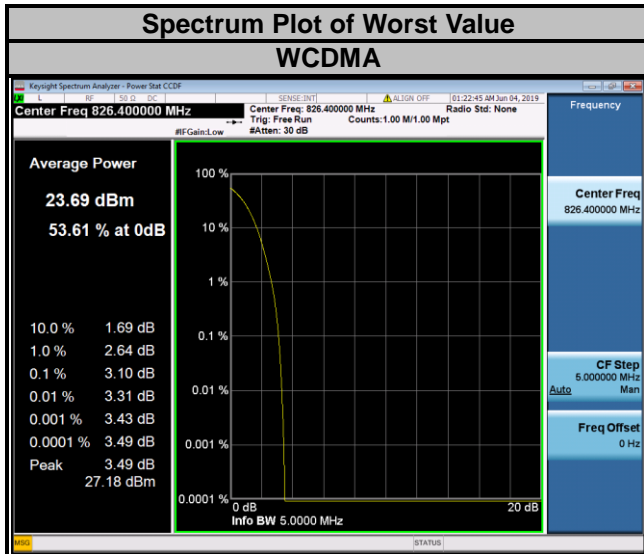 Spectrum Plot of Worst Value
WCDMA
Keysight Spectrum Analyzer - Power Stat CCDF
L RF 50 Ω DC SENSE:INT ALIGN OFF 01:22:45 AM Jun 04, 2019
Center Freq 826.400000 MHz
Center Freq: 826.400000 MHz Radio Std: None
Trig: Free Run Counts:1.00 M/1.00 Mpt
#IFGain:Low #Atten: 30 dB
Frequency
Average Power
23.69 dBm
53.61 % at 0dB
10.0 % 1.69 dB
1.0 % 2.64 dB
0.1 % 3.10 dB
0.01 % 3.31 dB
0.001 % 3.43 dB
0.0001 % 3.49 dB
Peak 3.49 dB
27.18 dBm
100 %
10 %
1 %
0.1 %
0.01 %
0.001 %
0.0001 %
0 dB 20 dB
Info BW 5.0000 MHz
Center Freq
826.400000 MHz
CF Step
5.000000 MHz
Auto Man
Freq Offset
0 Hz
MSG STATUS